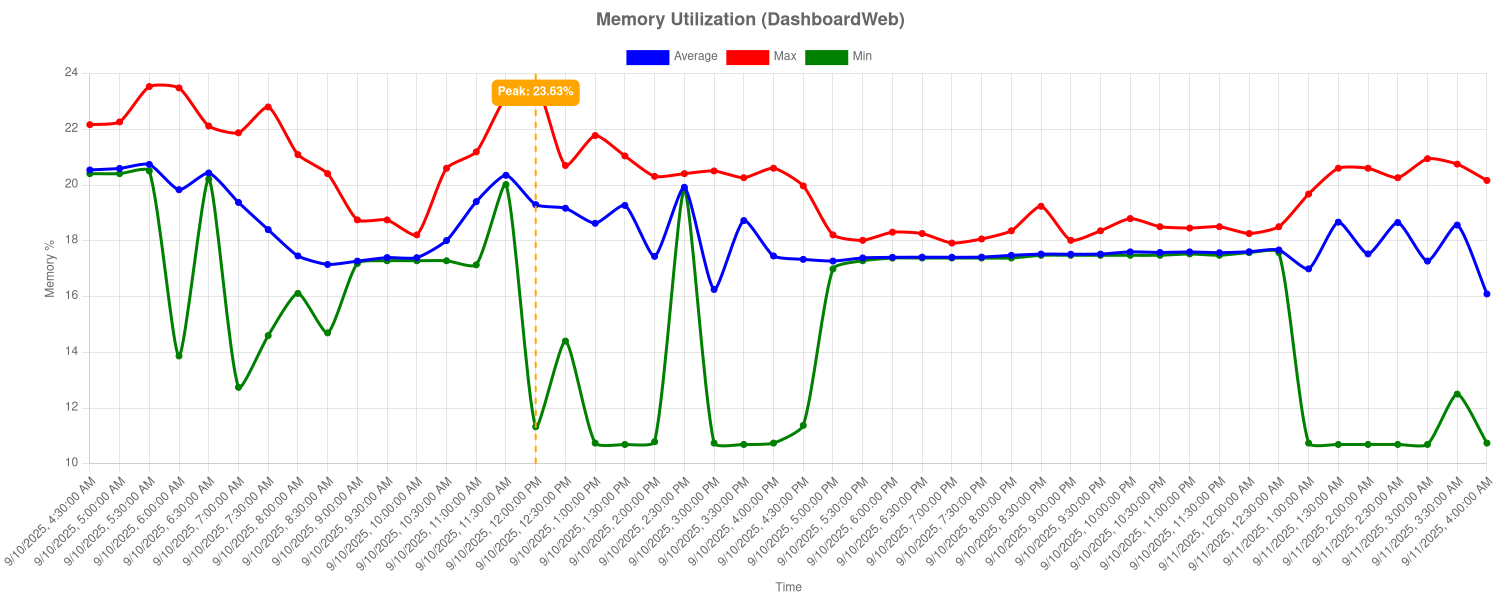 Memory Utilization (DashboardWeb)
Average Max Min
24
22
20
18
16
14
12
10
Memory %
Peak: 23.63%
9/10/2025, 4:30:00 AM
9/10/2025, 5:00:00 AM
9/10/2025, 5:30:00 AM
9/10/2025, 6:00:00 AM
9/10/2025, 6:30:00 AM
9/10/2025, 7:00:00 AM
9/10/2025, 7:30:00 AM
9/10/2025, 8:00:00 AM
9/10/2025, 8:30:00 AM
9/10/2025, 9:00:00 AM
9/10/2025, 9:30:00 AM
9/10/2025, 10:00:00 AM
9/10/2025, 10:30:00 AM
9/10/2025, 11:00:00 AM
9/10/2025, 11:30:00 AM
9/10/2025, 12:00:00 PM
9/10/2025, 12:30:00 PM
9/10/2025, 1:00:00 PM
9/10/2025, 1:30:00 PM
9/10/2025, 2:00:00 PM
9/10/2025, 2:30:00 PM
9/10/2025, 3:00:00 PM
9/10/2025, 3:30:00 PM
9/10/2025, 4:00:00 PM
9/10/2025, 4:30:00 PM
9/10/2025, 5:00:00 PM
9/10/2025, 5:30:00 PM
9/10/2025, 6:00:00 PM
9/10/2025, 6:30:00 PM
9/10/2025, 7:00:00 PM
9/10/2025, 7:30:00 PM
9/10/2025, 8:00:00 PM
9/10/2025, 8:30:00 PM
9/10/2025, 9:00:00 PM
9/10/2025, 9:30:00 PM
9/10/2025, 10:00:00 PM
9/10/2025, 10:30:00 PM
9/10/2025, 11:00:00 PM
9/10/2025, 11:30:00 PM
9/11/2025, 12:00:00 AM
9/11/2025, 12:30:00 AM
9/11/2025, 1:00:00 AM
9/11/2025, 1:30:00 AM
9/11/2025, 2:00:00 AM
9/11/2025, 2:30:00 AM
9/11/2025, 3:00:00 AM
9/11/2025, 3:30:00 AM
9/11/2025, 4:00:00 AM
Time